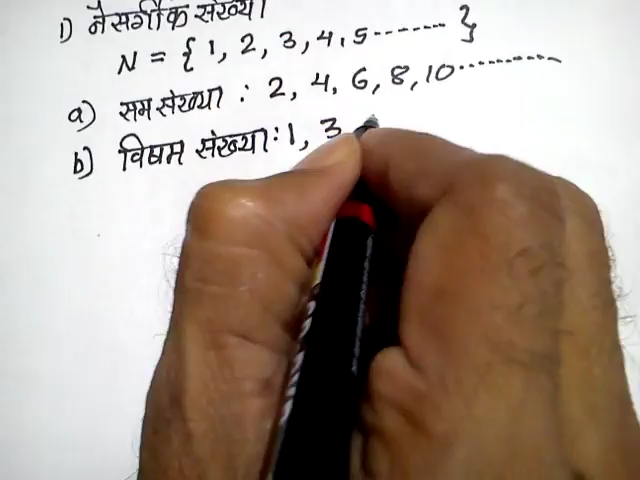 1) नैसर्गीक संख्या
N = { 1, 2, 3, 4, 5 ------- }
a) सम संख्या : 2, 4, 6, 8, 10 ..........
b) विषम संख्या : 1, 3